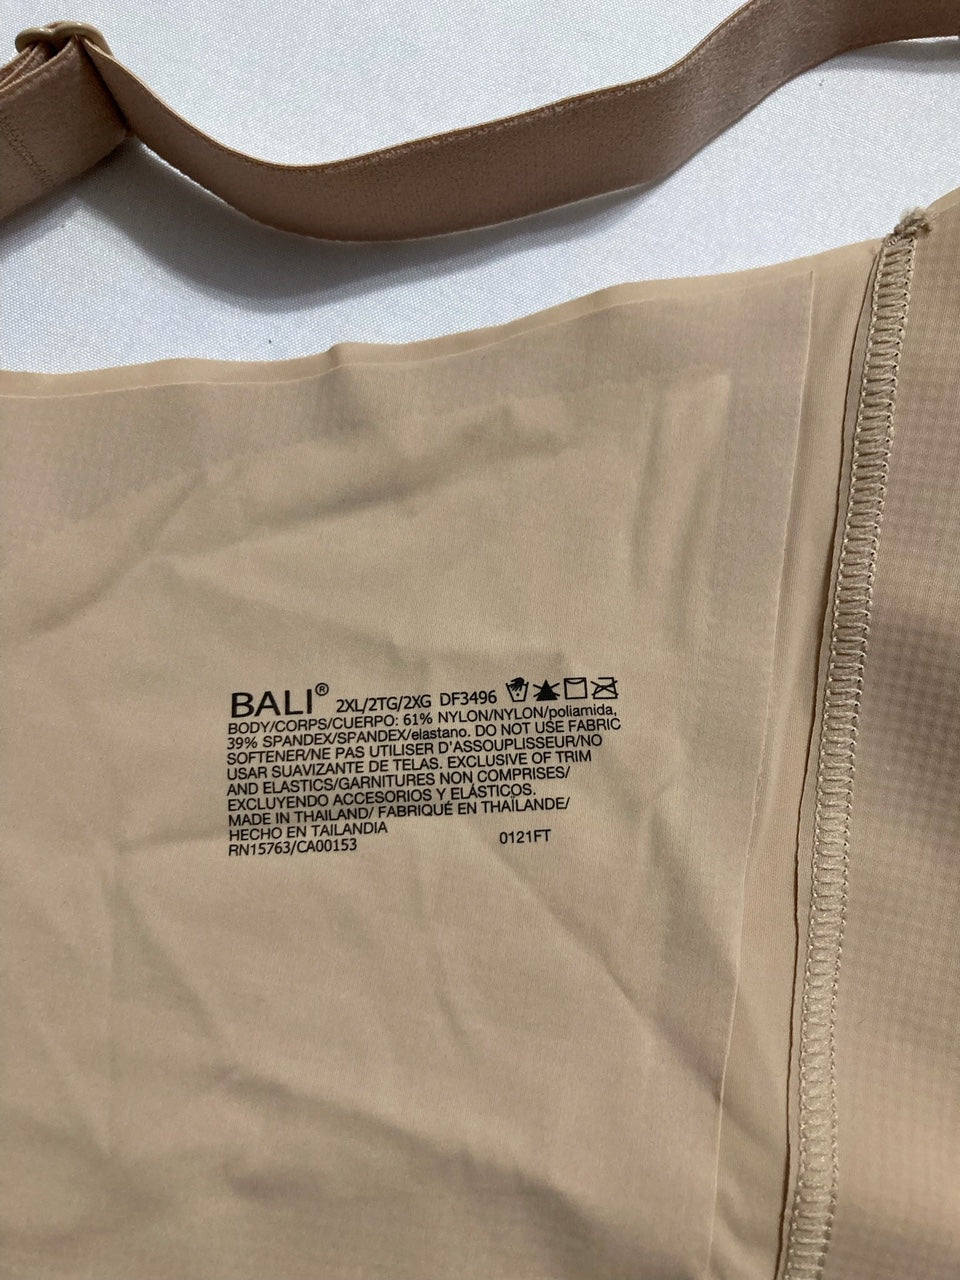 BALI® 2XL/2TG/2XG DF3496
BODY/CORPS/CUERPO: 61% NYLON/NYLON/poliamida,
39% SPANDEX/SPANDEX/elastano. DO NOT USE FABRIC
SOFTENER/NE PAS UTILISER D'ASSOUPLISSEUR/NO
USAR SUAVIZANTE DE TELAS. EXCLUSIVE OF TRIM
AND ELASTICS/GARNITURES NON COMPRISES/
EXCLUYENDO ACCESORIOS Y ELÁSTICOS.
MADE IN THAILAND/ FABRIQUÉ EN THAÏLANDE/
HECHO EN TAILANDIA
RN15763/CA00153 0121FT